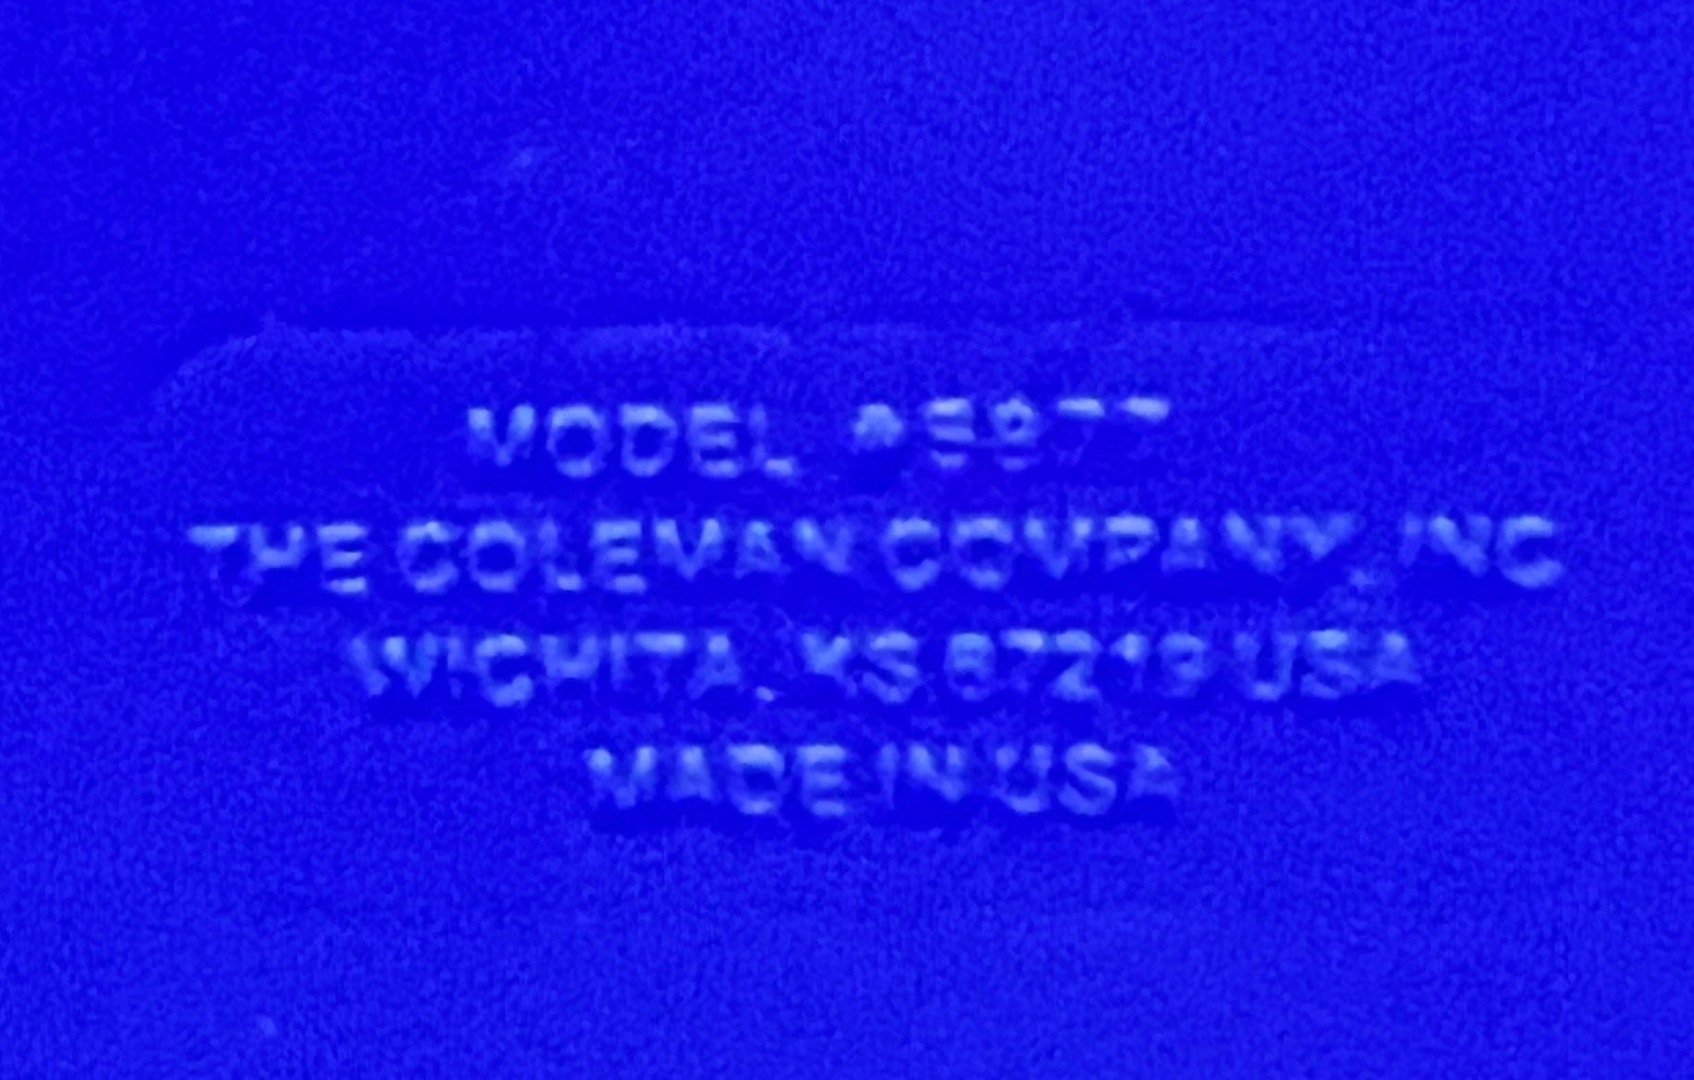 MODEL
THE COLEMAN COMPANY, INC
WICHITA, KS 67219 USA
MADE IN USA